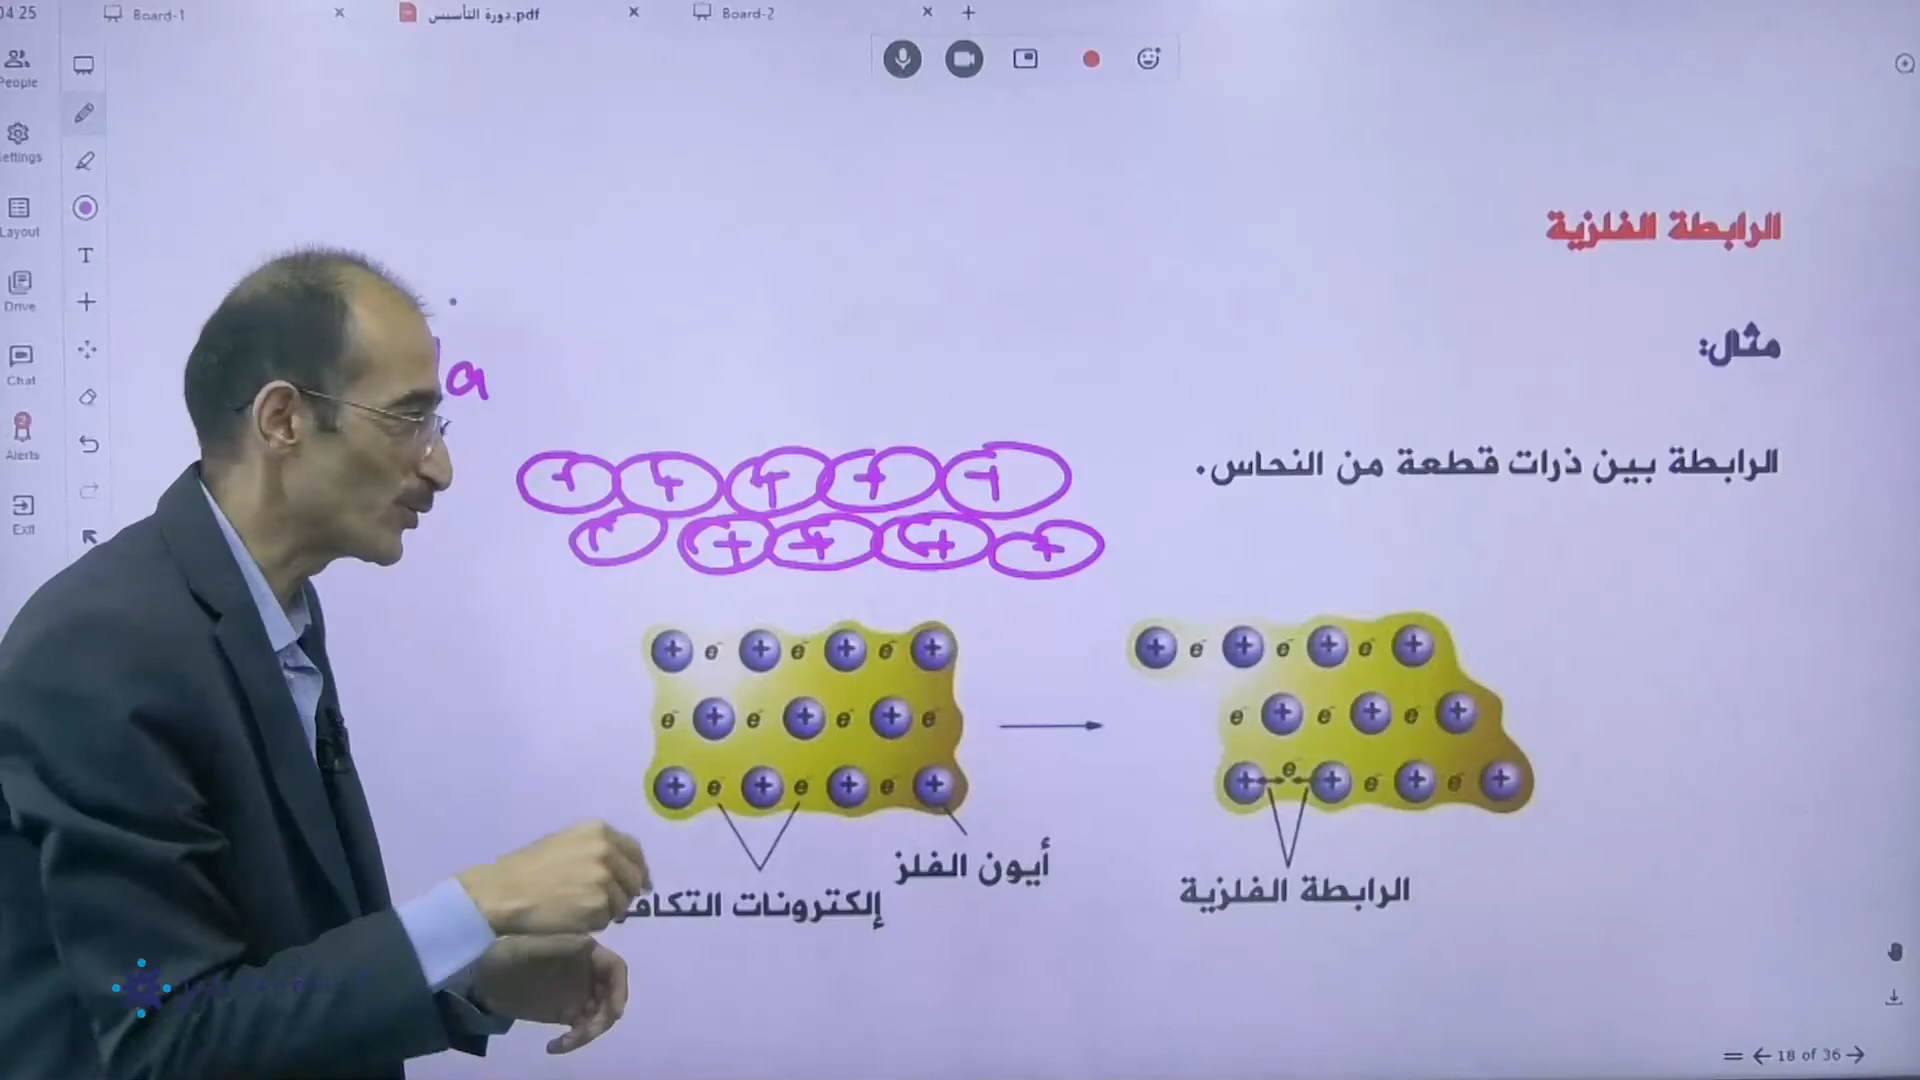 04:25
Board-1
دورة التأسيس.pdf
Board-2
People
Settings
Layout
Drive
Chat
2
Alerts
Exit
T
الرابطة الفلزية
مثال:
الرابطة بين ذرات قطعة من النحاس.
a
+ + + + +
+ + + +
+ e⁻ + e⁻ + e⁻ +
e⁻ + e⁻ + e⁻ + e⁻
+ e⁻ + e⁻ + e⁻ +
أيون الفلز
إلكترونات
+ e⁻ + e⁻ + e⁻ +
e⁻ + e⁻ + e⁻ +
+ e⁻ + e⁻ + e⁻ +
الرابطة الفلزية
18 of 36